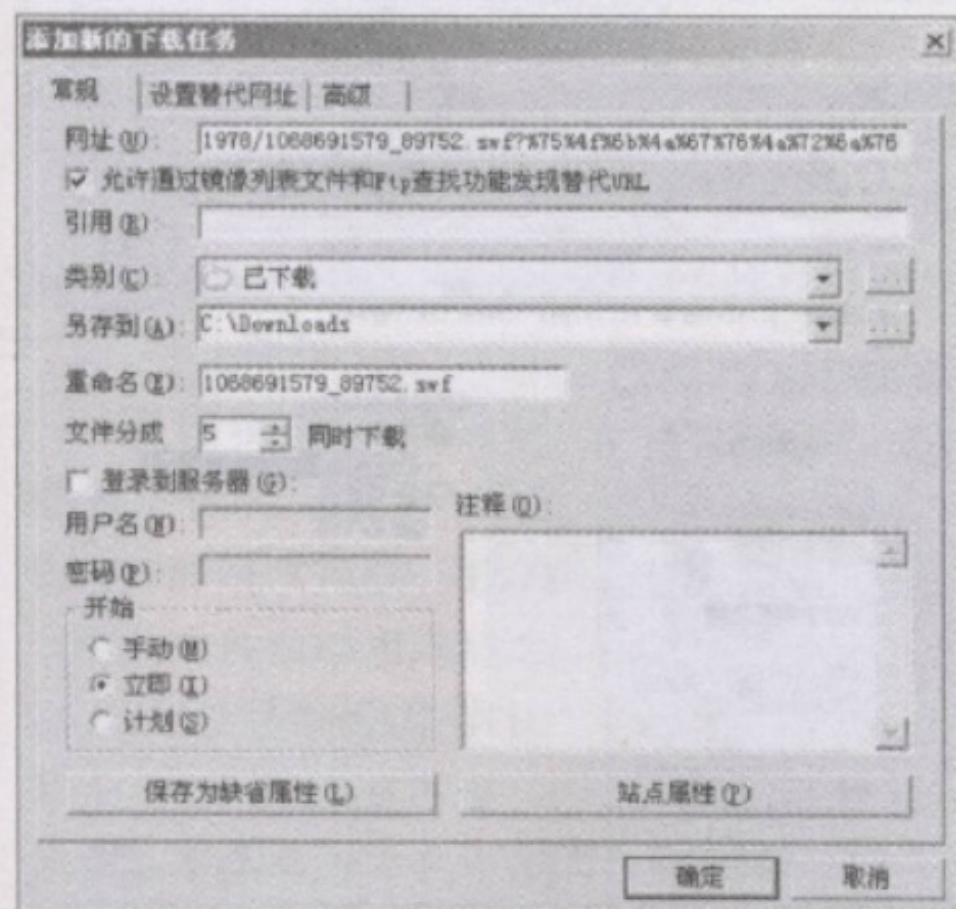 添加新的下载任务
常规 设置替代网址 高级
网址(U): 1978/1068691579_89752.swf?%75%4f%6b%4a%67%76%4a%72%6a%76
允许通过镜像列表文件和Ftp查找功能发现替代URL
引用(R)
类别(C): 已下载 ...
另存到(A): C:\Downloads ...
重命名(E): 1068691579_89752.swf
文件分成 5 同时下载
登录到服务器(G):
用户名(N):
密码(P):
注释(O):
开始
手动(M)
立即(I)
计划(S)
保存为缺省属性(L) 站点属性(P)
确定 取消